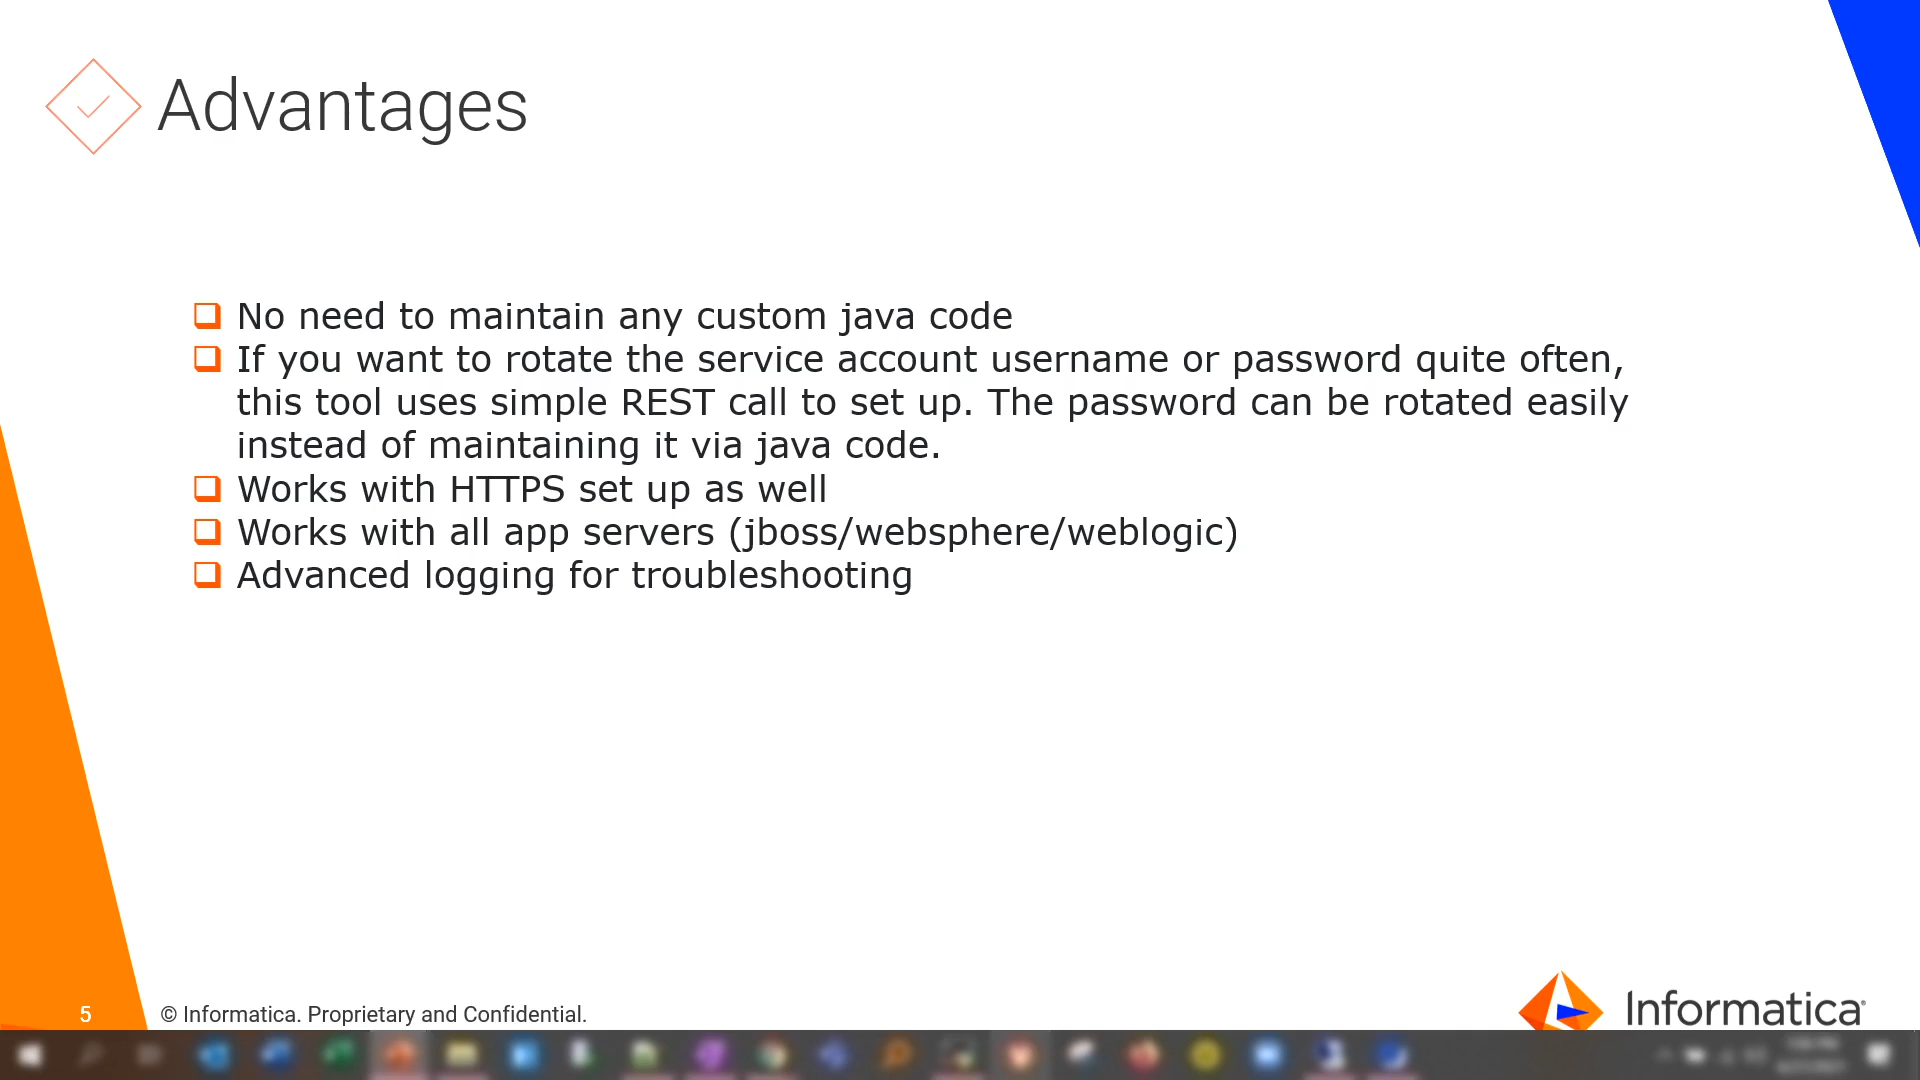 Advantages
No need to maintain any custom java code
If you want to rotate the service account username or password quite often,
this tool uses simple REST call to set up. The password can be rotated easily
instead of maintaining it via java code.
Works with HTTPS set up as well
Works with all app servers (jboss/websphere/weblogic)
Advanced logging for troubleshooting
5
© Informatica. Proprietary and Confidential.
Informatica